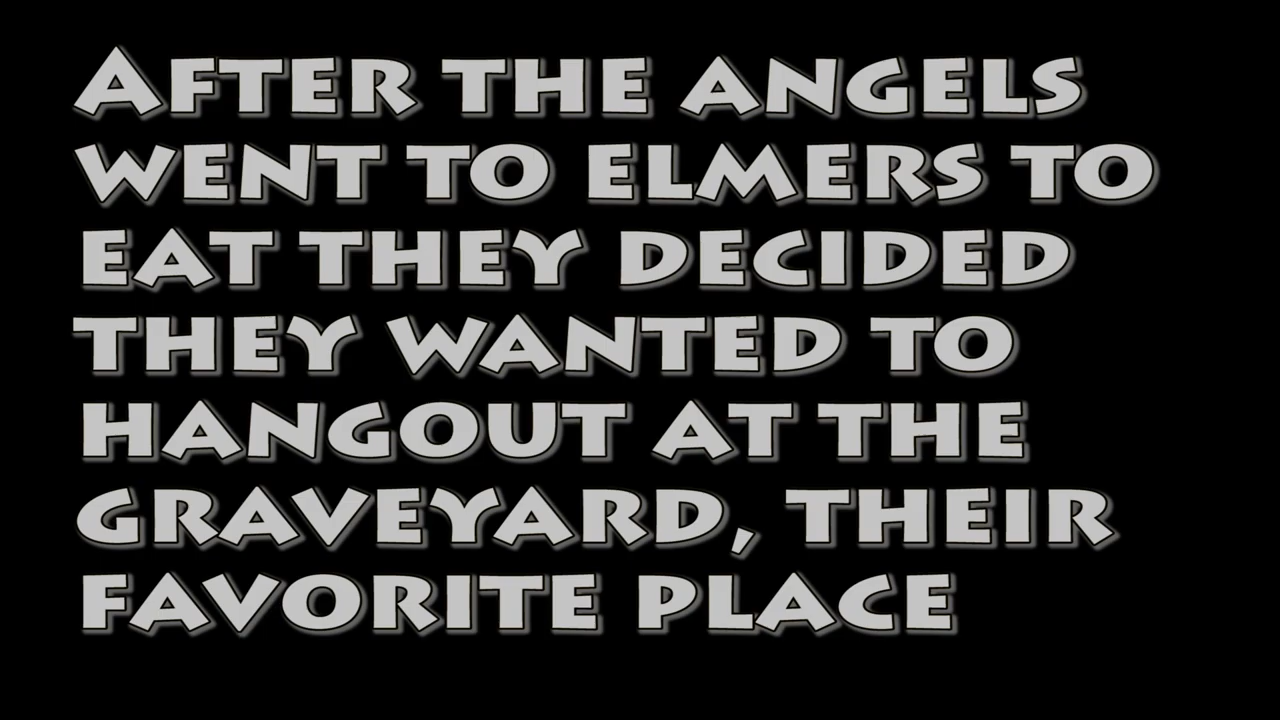 After the angels
went to elmers to
eat they decided
they wanted to
hangout at the
graveyard, their
favorite place